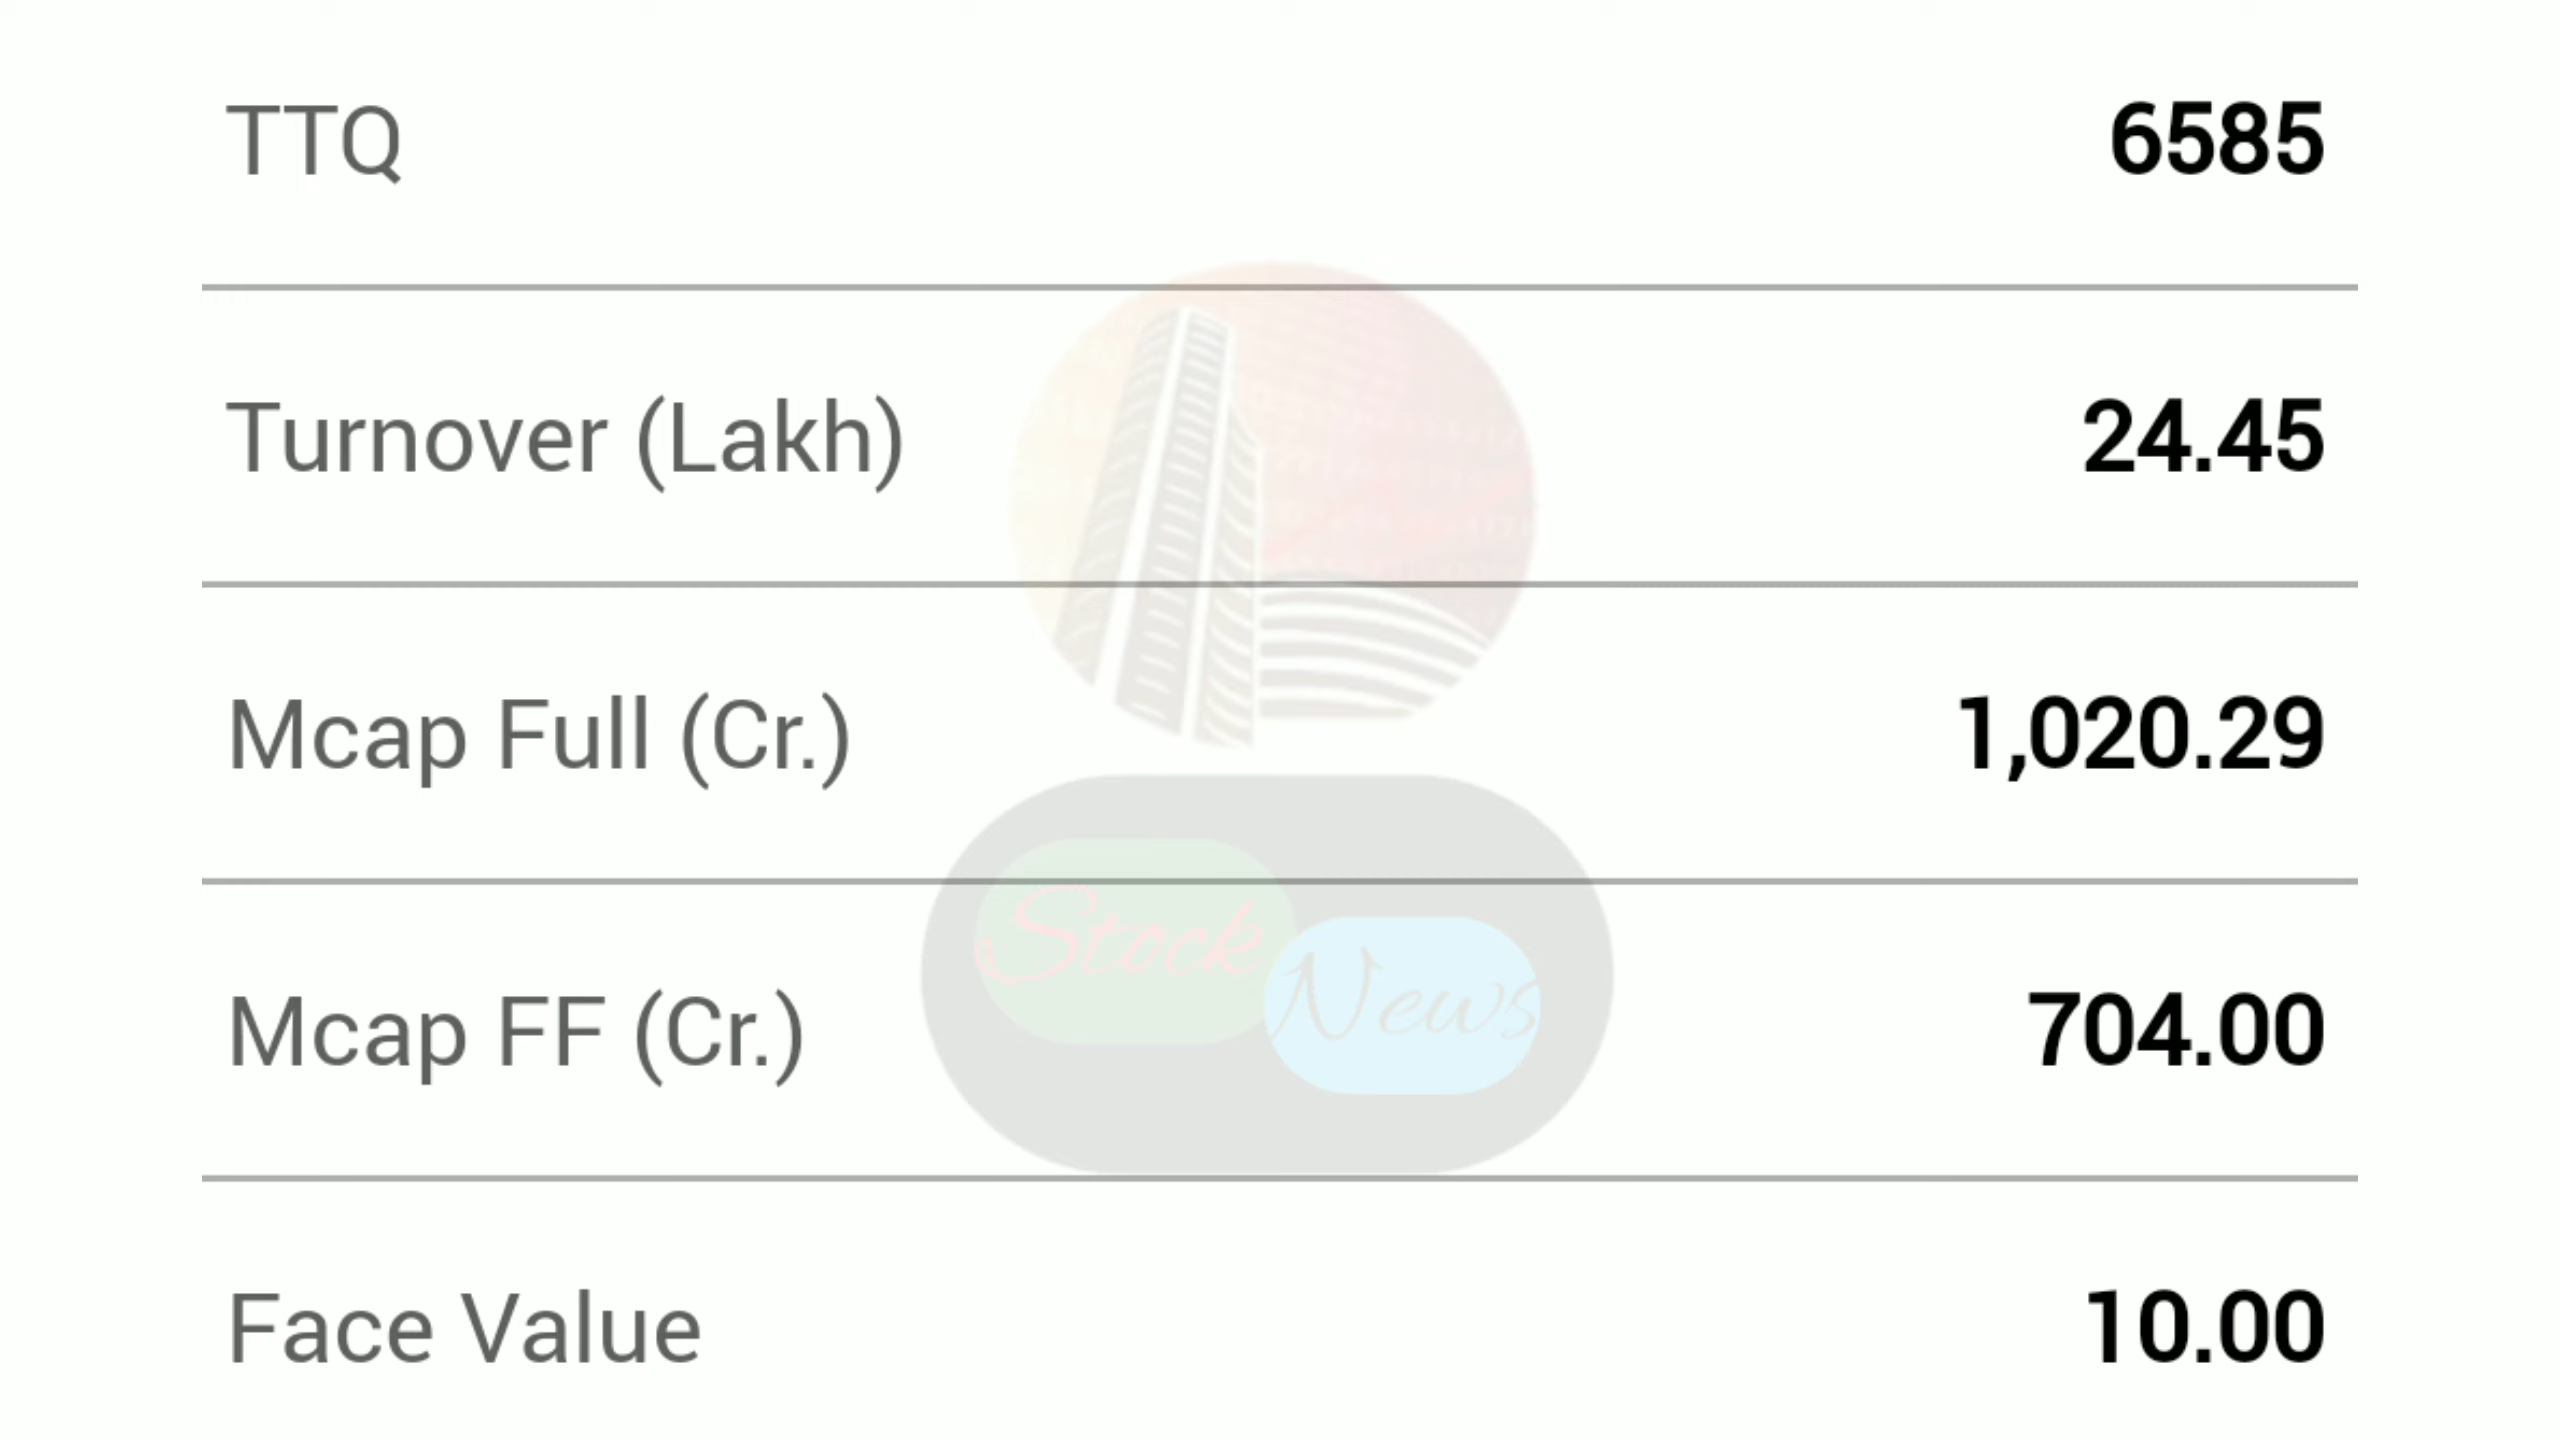 TTQ 6585
Turnover (Lakh) 24.45
Mcap Full (Cr.) 1,020.29
Stock
News
Mcap FF (Cr.) 704.00
Face Value 10.00